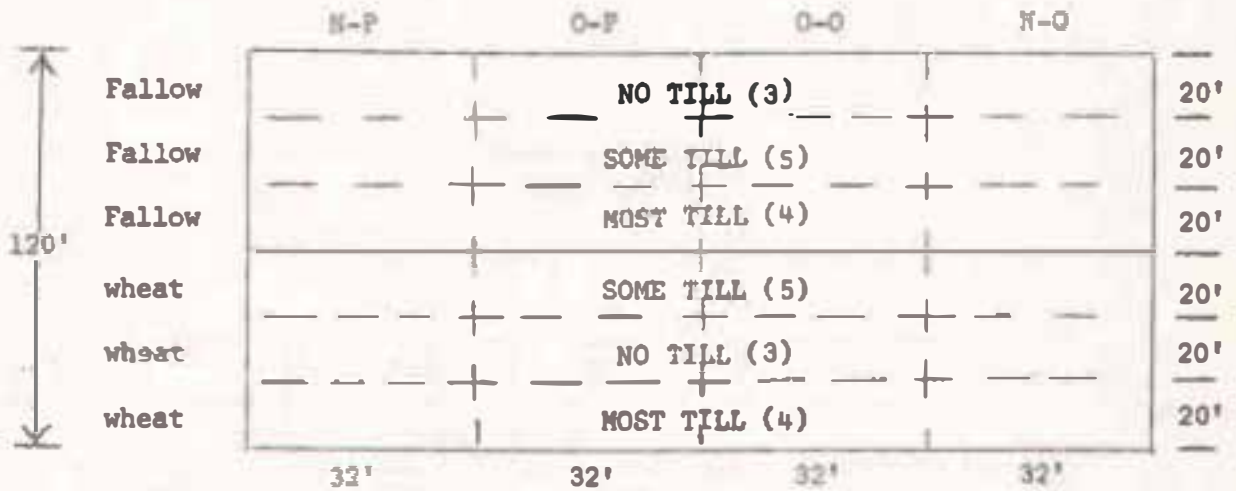 N-P O-P O-O N-O
Fallow NO TILL (3) 20'
Fallow SOME TILL (5) 20'
Fallow MOST TILL (4) 20'
120'
wheat SOME TILL (5) 20'
wheat NO TILL (3) 20'
wheat MOST TILL (4) 20'
32' 32' 32' 32'